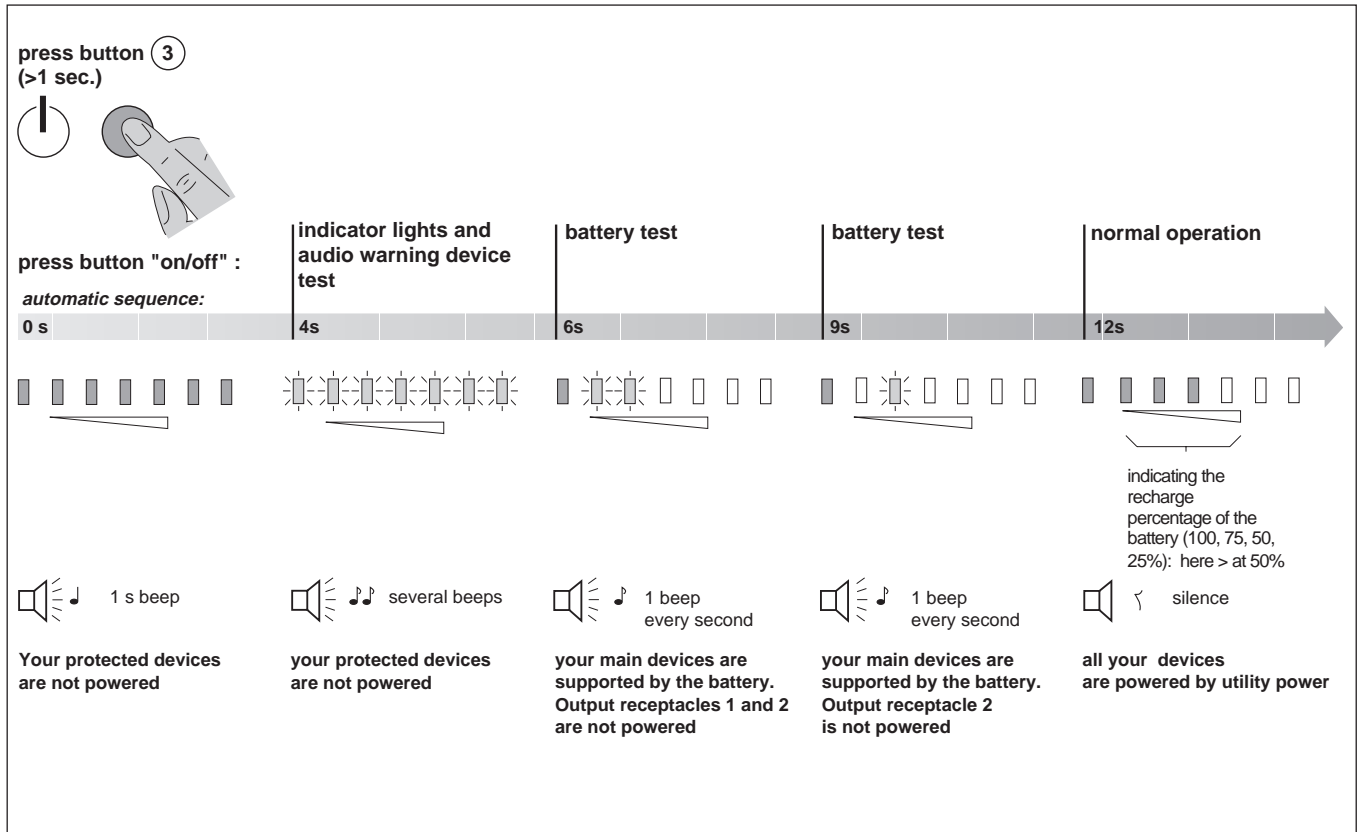 press button 3
(>1 sec.)
press button "on/off" :
automatic sequence:
indicator lights and
audio warning device
test
battery test
battery test
normal operation
0 s
4s
6s
9s
12s
indicating the
recharge
percentage of the
battery (100, 75, 50,
25%): here > at 50%
1 s beep
several beeps
1 beep
every second
1 beep
every second
silence
Your protected devices
are not powered
your protected devices
are not powered
your main devices are
supported by the battery.
Output receptacles 1 and 2
are not powered
your main devices are
supported by the battery.
Output receptacle 2
is not powered
all your devices
are powered by utility power